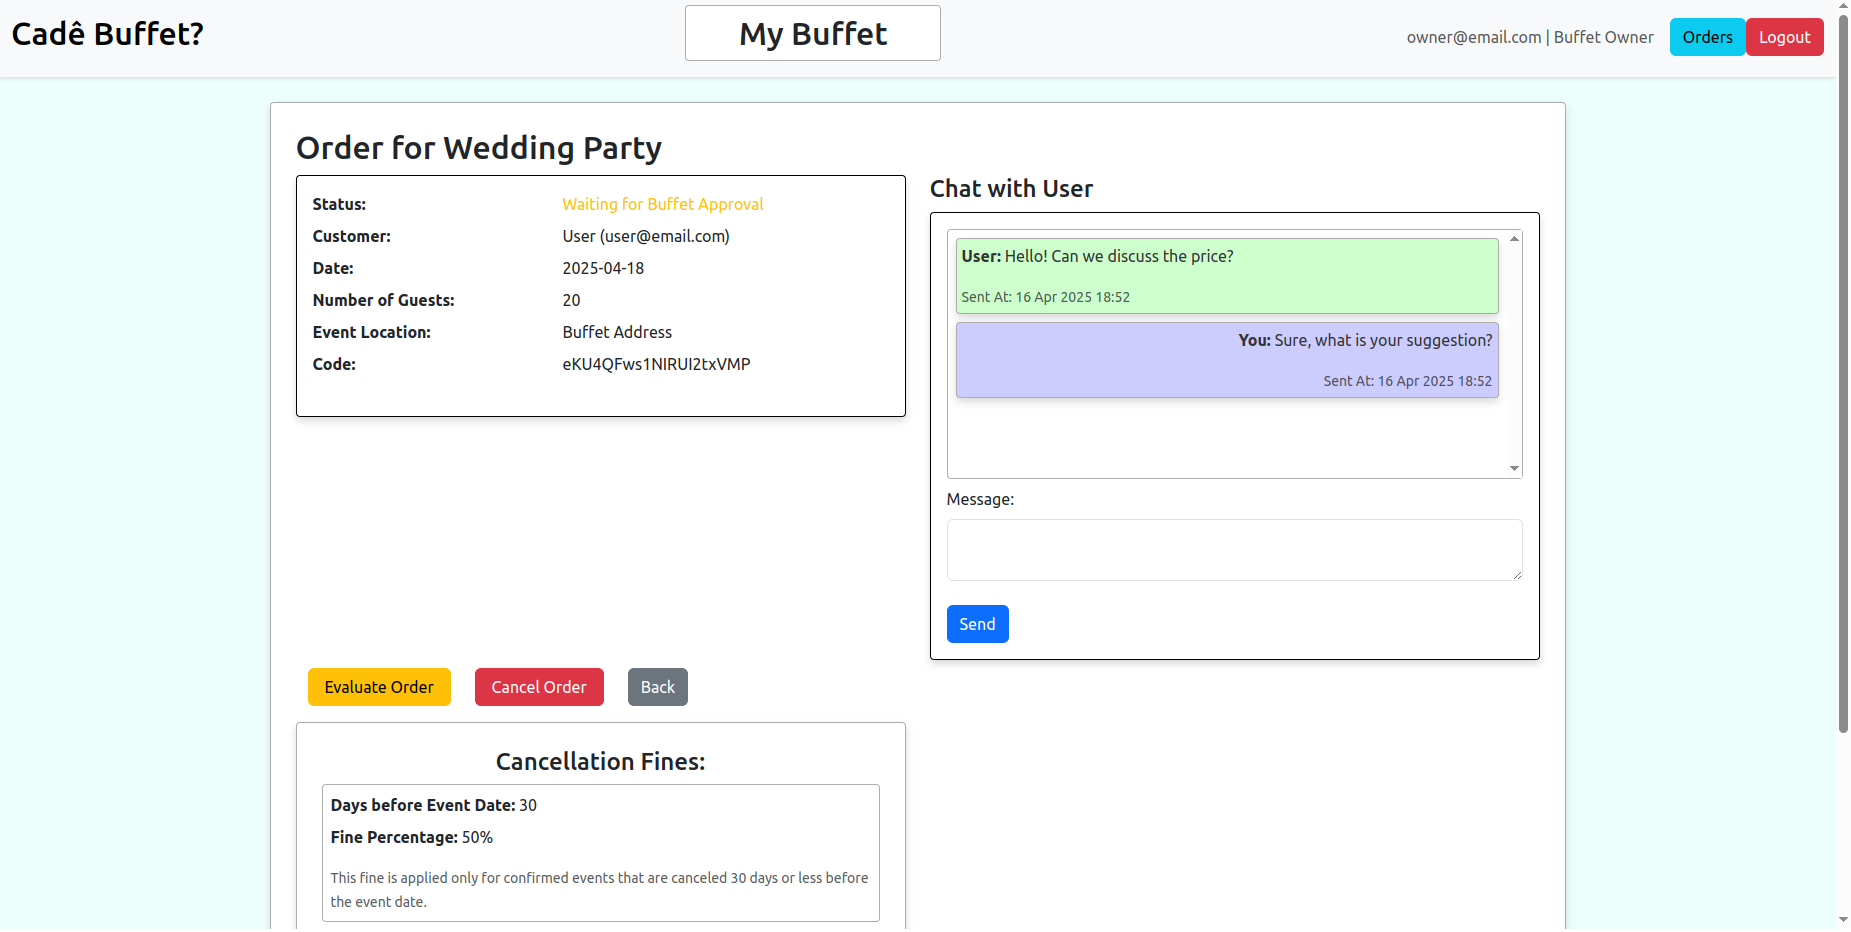 Cadê Buffet?
My Buffet
owner@email.com | Buffet Owner
Orders
Logout
Order for Wedding Party
Status: Waiting for Buffet Approval
Customer: User (user@email.com)
Date: 2025-04-18
Number of Guests: 20
Event Location: Buffet Address
Code: eKU4QFws1NIRUI2txVMP
Chat with User
User: Hello! Can we discuss the price?
Sent At: 16 Apr 2025 18:52
You: Sure, what is your suggestion?
Sent At: 16 Apr 2025 18:52
Message:
Send
Evaluate Order
Cancel Order
Back
Cancellation Fines:
Days before Event Date: 30
Fine Percentage: 50%
This fine is applied only for confirmed events that are canceled 30 days or less before
the event date.